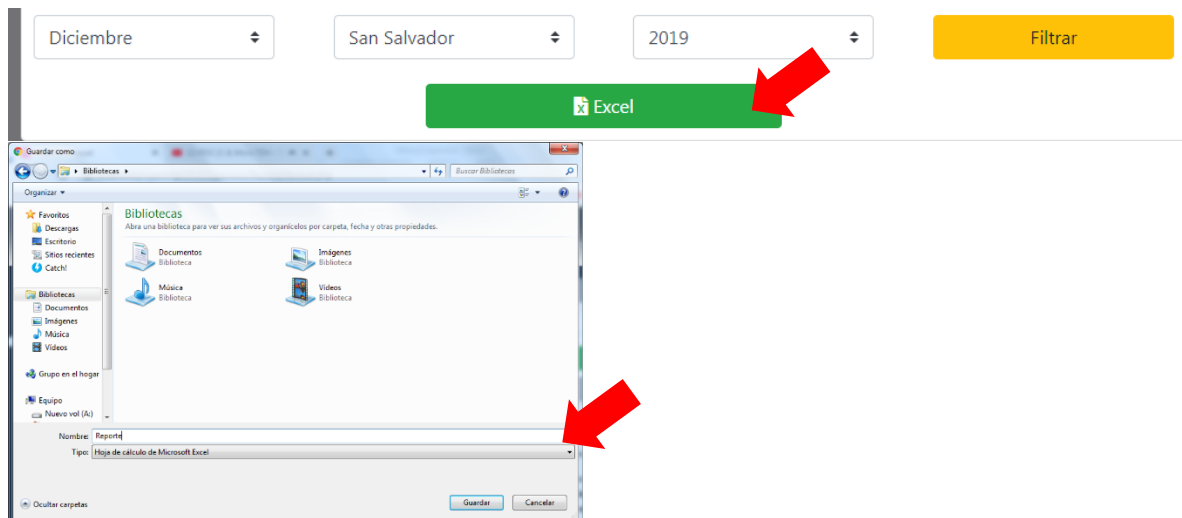 Diciembre
San Salvador
2019
Filtrar
Excel
Guardar como
Bibliotecas
Buscar Bibliotecas
Organizar
Favoritos
Descargas
Escritorio
Sitios recientes
Catch!
Bibliotecas
Documentos
Imágenes
Música
Vídeos
Grupo en el hogar
Equipo
Nuevo vol (A:)
Bibliotecas
Abra una biblioteca para ver sus archivos y organícelos por carpeta, fecha y otras propiedades.
Documentos
Biblioteca
Imágenes
Biblioteca
Música
Biblioteca
Vídeos
Biblioteca
Nombre: Reporte
Tipo: Hoja de cálculo de Microsoft Excel
Ocultar carpetas
Guardar
Cancelar